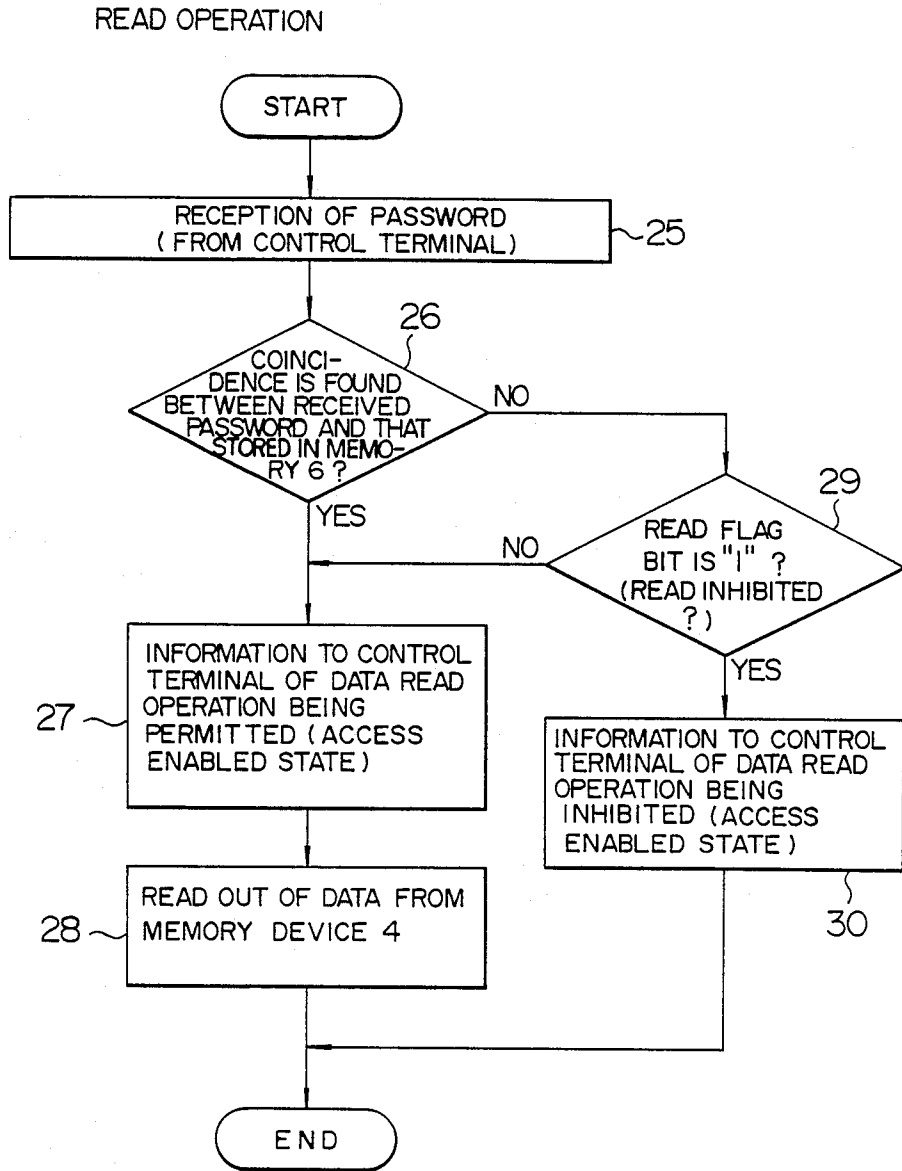 READ OPERATION
START
RECEPTION OF PASSWORD
(FROM CONTROL TERMINAL)
25
26
COINCI-
DENCE IS FOUND
BETWEEN RECEIVED
PASSWORD AND THAT
STORED IN MEMO-
RY 6 ?
NO
YES
29
READ FLAG
BIT IS "1" ?
(READ INHIBITED
?)
NO
YES
27
INFORMATION TO CONTROL
TERMINAL OF DATA READ
OPERATION BEING
PERMITTED (ACCESS
ENABLED STATE)
INFORMATION TO CONTROL
TERMINAL OF DATA READ
OPERATION BEING
INHIBITED (ACCESS
ENABLED STATE)
30
28
READ OUT OF DATA FROM
MEMORY DEVICE 4
END